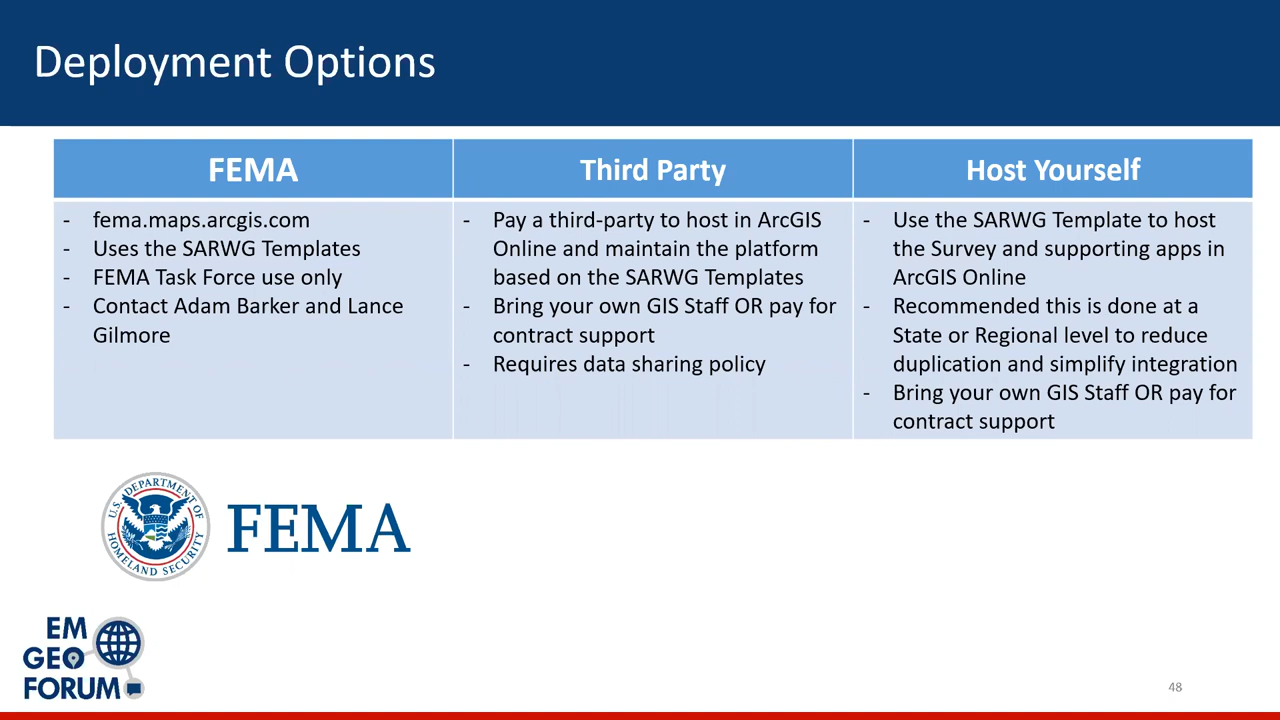 Deployment Options
FEMA
- fema.maps.arcgis.com
- Uses the SARWG Templates
- FEMA Task Force use only
- Contact Adam Barker and Lance
Gilmore
Third Party
- Pay a third-party to host in ArcGIS
Online and maintain the platform
based on the SARWG Templates
- Bring your own GIS Staff OR pay for
contract support
- Requires data sharing policy
Host Yourself
- Use the SARWG Template to host
the Survey and supporting apps in
ArcGIS Online
- Recommended this is done at a
State or Regional level to reduce
duplication and simplify integration
- Bring your own GIS Staff OR pay for
contract support
U.S. DEPARTMENT OF
HOMELAND SECURITY
FEMA
EM
GEO
FORUM
48